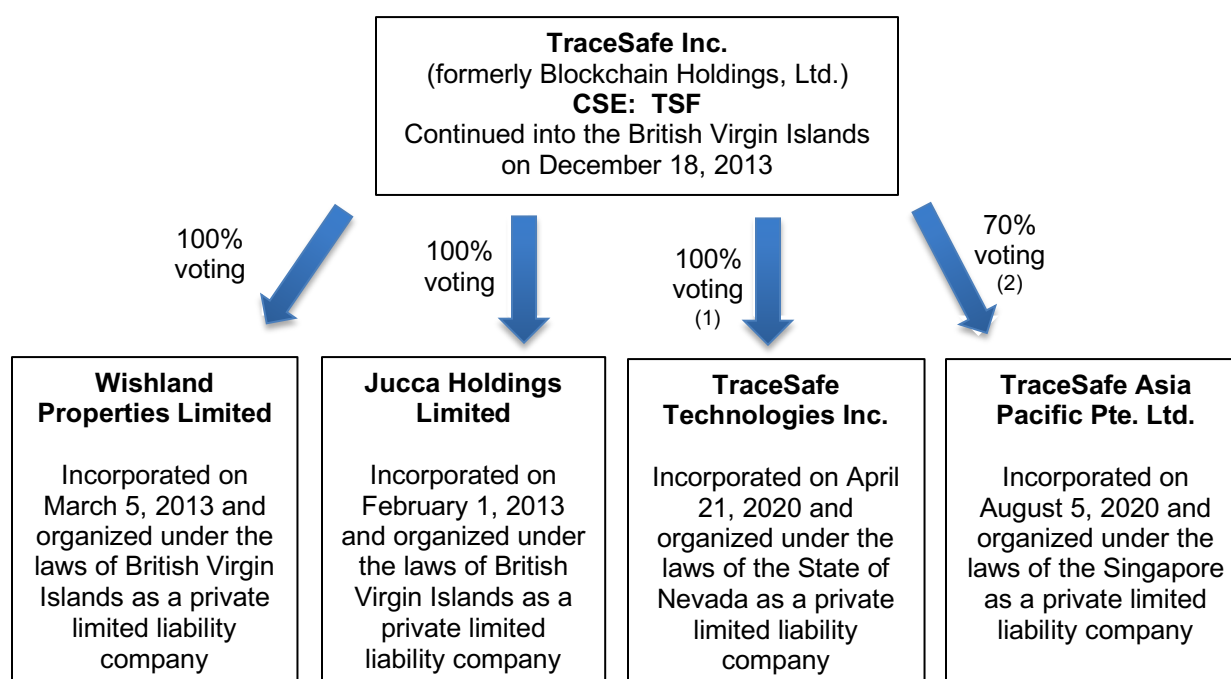 TraceSafe Inc.
(formerly Blockchain Holdings, Ltd.)
CSE: TSF
Continued into the British Virgin Islands
on December 18, 2013
100%
voting
100%
voting
100%
voting
(1)
70%
voting
(2)
Wishland
Properties Limited
Incorporated on
March 5, 2013 and
organized under the
laws of British Virgin
Islands as a private
limited liability
company
Jucca Holdings
Limited
Incorporated on
February 1, 2013
and organized under
the laws of British
Virgin Islands as a
private limited
liability company
TraceSafe
Technologies Inc.
Incorporated on April
21, 2020 and
organized under the
laws of the State of
Nevada as a private
limited liability
company
TraceSafe Asia
Pacific Pte. Ltd.
Incorporated on
August 5, 2020 and
organized under the
laws of the Singapore
as a private limited
liability company